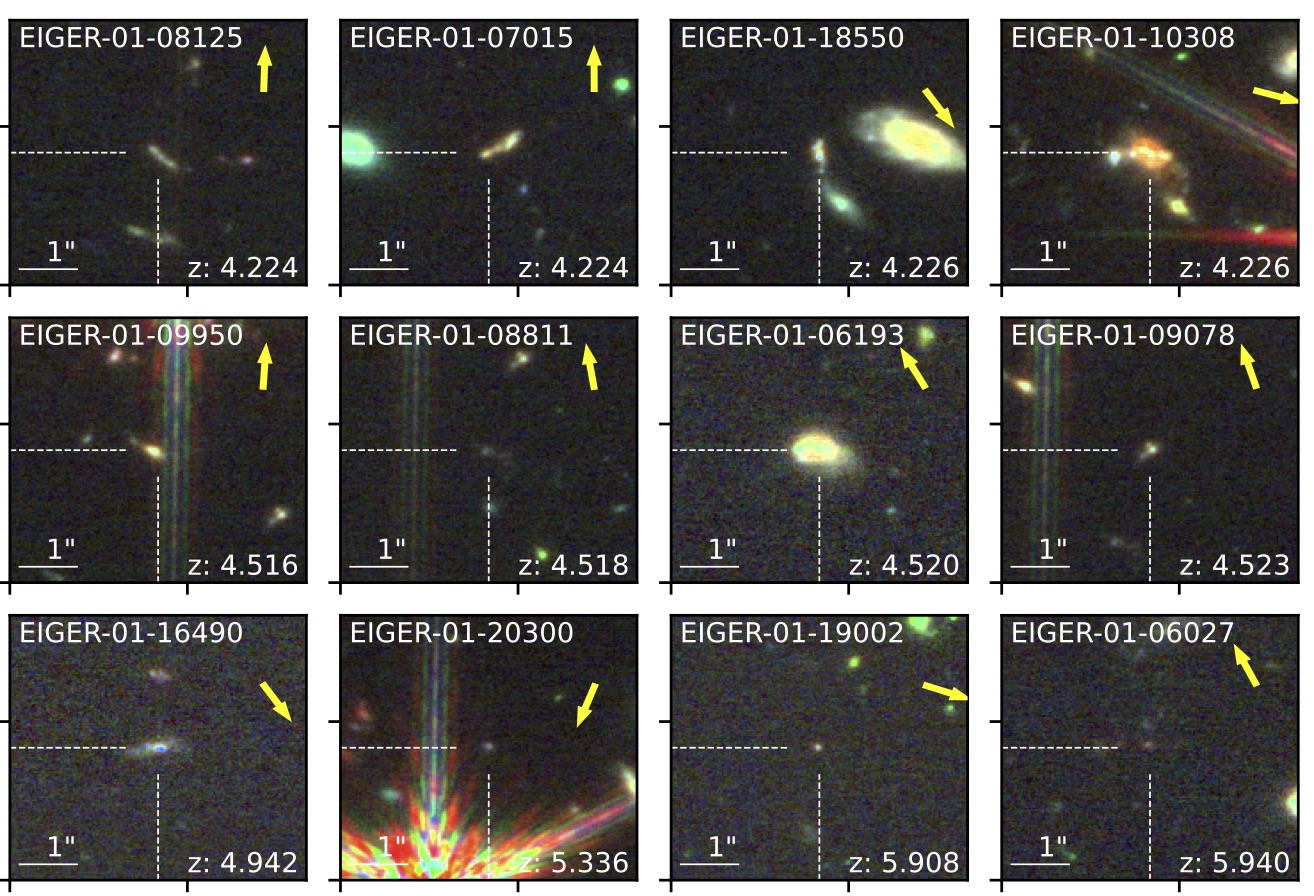 EIGER-01-08125
1"
z: 4.224
EIGER-01-07015
1"
z: 4.224
EIGER-01-18550
1"
z: 4.226
EIGER-01-10308
1"
z: 4.226
EIGER-01-09950
1"
z: 4.516
EIGER-01-08811
1"
z: 4.518
EIGER-01-06193
1"
z: 4.520
EIGER-01-09078
1"
z: 4.523
EIGER-01-16490
1"
z: 4.942
EIGER-01-20300
1"
z: 5.336
EIGER-01-19002
1"
z: 5.908
EIGER-01-06027
1"
z: 5.940